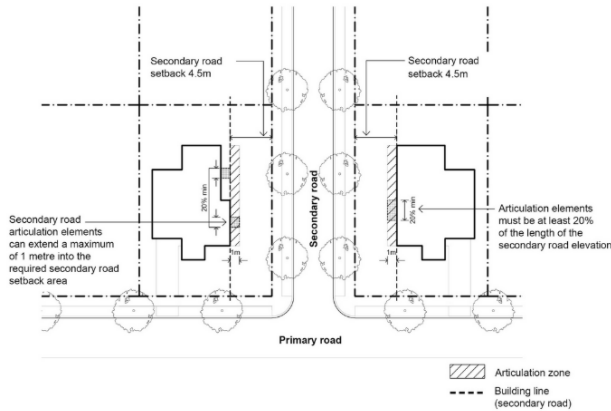 Secondary road
setback 4.5m
Secondary road
setback 4.5m
Secondary road
20% min
20% min
Secondary road
articulation elements
can extend a maximum
of 1 metre into the
required secondary road
setback area
Articulation elements
must be at least 20%
of the length of the
secondary road elevation
1m
1m
Primary road
Articulation zone
Building line
(secondary road)